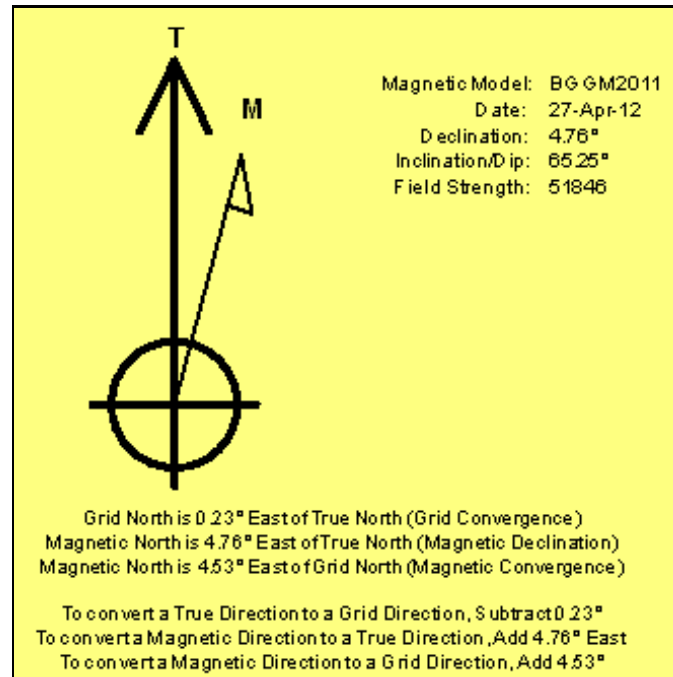 T
M
Magnetic Model: BGGM2011
Date: 27-Apr-12
Declination: 4.76°
Inclination/Dip: 65.25°
Field Strength: 51846
Grid North is 0.23° East of True North (Grid Convergence)
Magnetic North is 4.76° East of True North (Magnetic Declination)
Magnetic North is 4.53° East of Grid North (Magnetic Convergence)
To convert a True Direction to a Grid Direction, Subtract 0.23°
To convert a Magnetic Direction to a True Direction, Add 4.76° East
To convert a Magnetic Direction to a Grid Direction, Add 4.53°